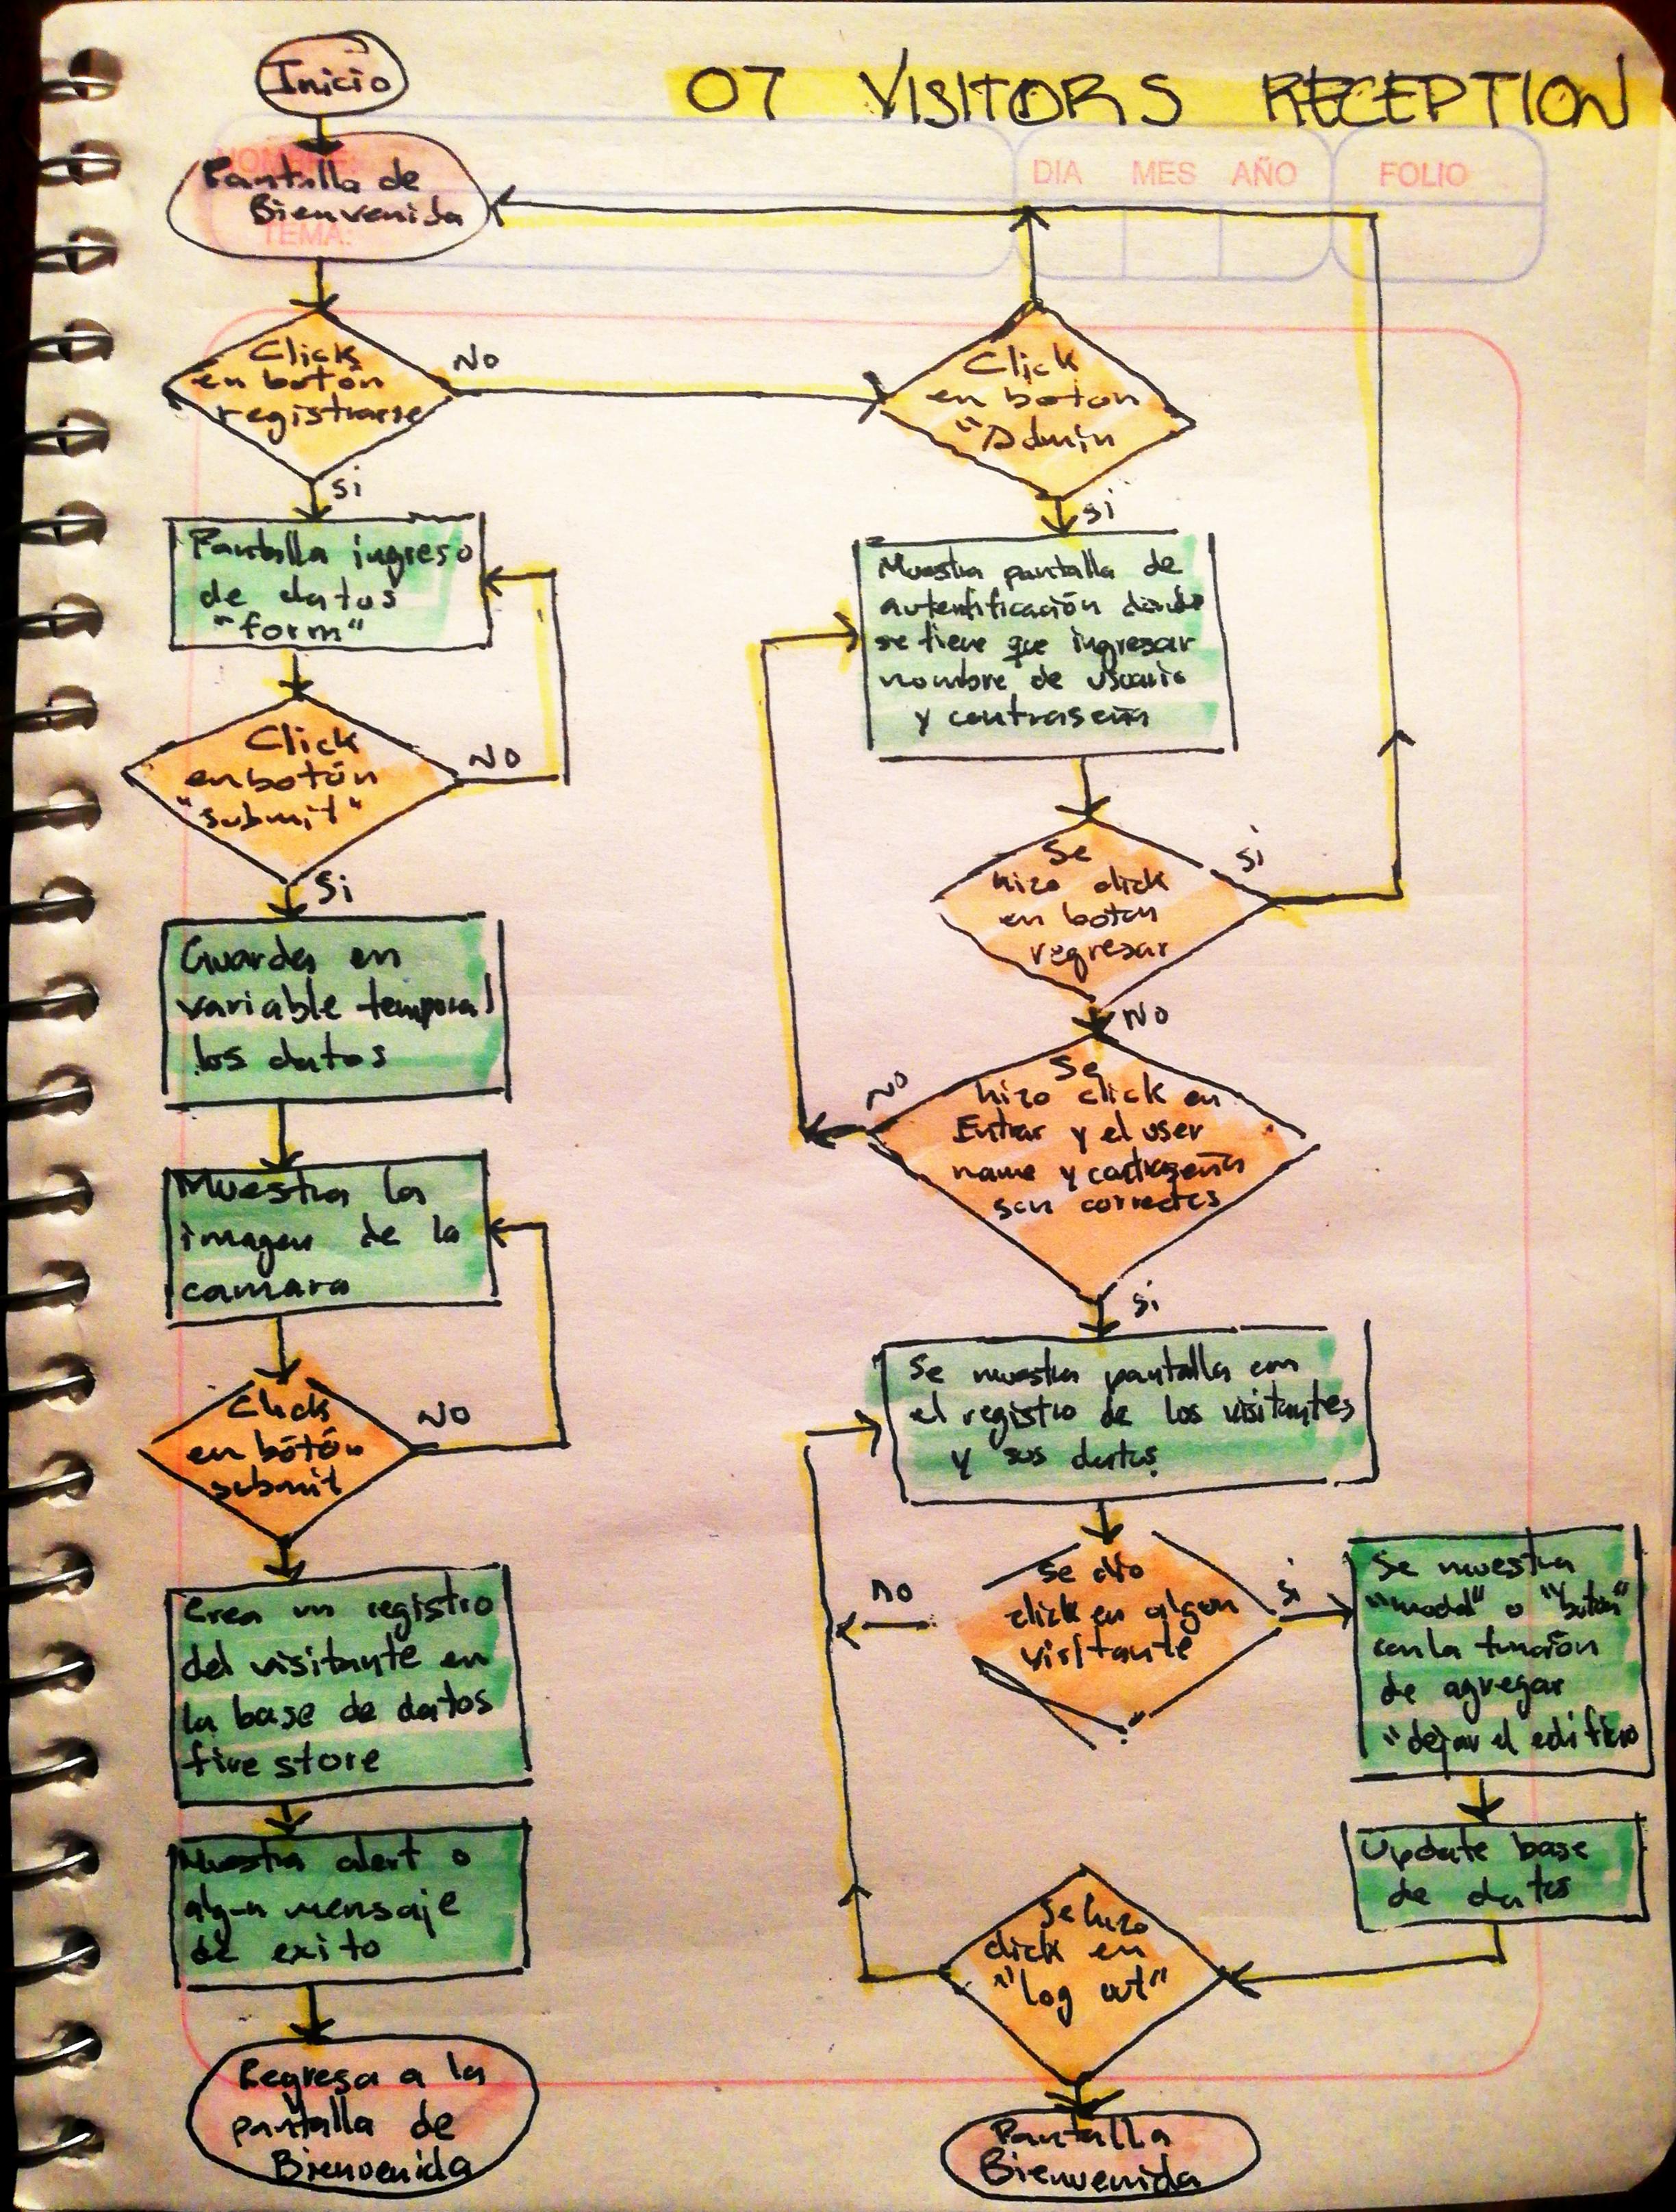 07 VISITORS RECEPTION
NOMBRE:
TEMA:
DIA MES AÑO FOLIO
Inicio
Pantalla de
Bienvenida
Click
en botón
registrarse
No
si
Pantalla ingreso
de datos
"form"
Click
en botón
"submit"
No
Si
Guarda en
variable temporal
los datos
Muestra la
imagen de la
camara
Click
en botón
submit
No
Crea un registro
del visitante en
la base de datos
fire store
Muestra alert o
algun mensaje
de exito
Regresa a la
pantalla de
Bienvenida
Click
en boton
"Admin
si
Muestra pantalla de
autentificación donde
se tiene que ingresar
nombre de usuario
y contraseña
Se
hizo click
en boton
regresar
Si
No
Se
hizo click en
Entrar y el user
name y contraseña
son correctos
No
si
Se muestra pantalla con
el registro de los visitantes
y sus datos
se dio
click en algun
visitante
no
si
Se muestra
"modal" o "boton"
con la función
de agregar
"dejar el edificio
Update base
de datos
Se hizo
click en
"log out"
Pantalla
Bienvenida